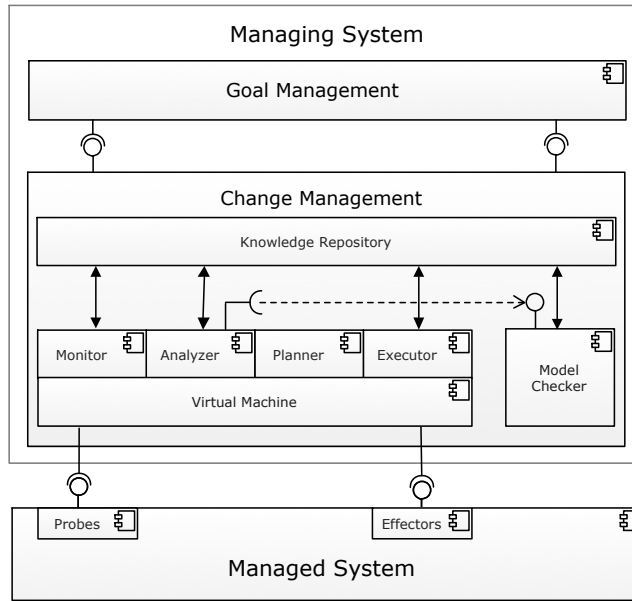 Managing System
Goal Management
Change Management
Knowledge Repository
Monitor
Analyzer
Planner
Executor
Model
Checker
Virtual Machine
Probes
Effectors
Managed System